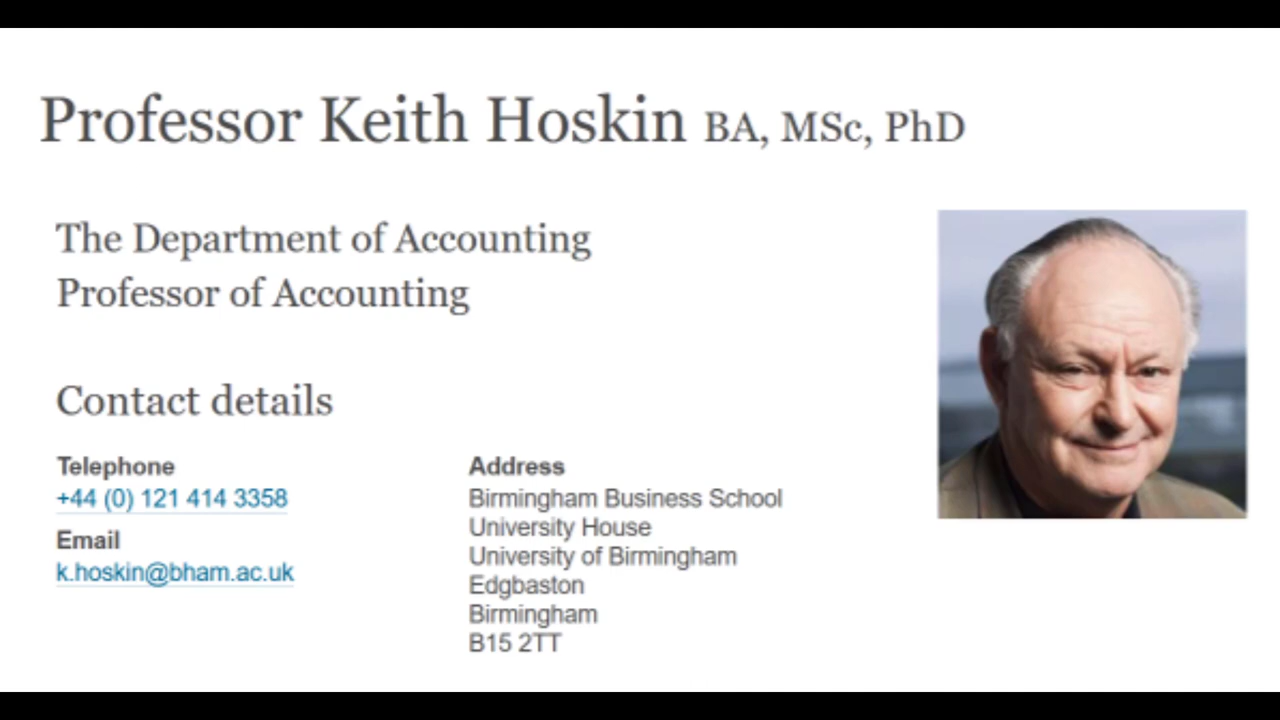 Professor Keith Hoskin BA, MSc, PhD
The Department of Accounting
Professor of Accounting
Contact details
Telephone
+44 (0) 121 414 3358
Email
k.hoskin@bham.ac.uk
Address
Birmingham Business School
University House
University of Birmingham
Edgbaston
Birmingham
B15 2TT